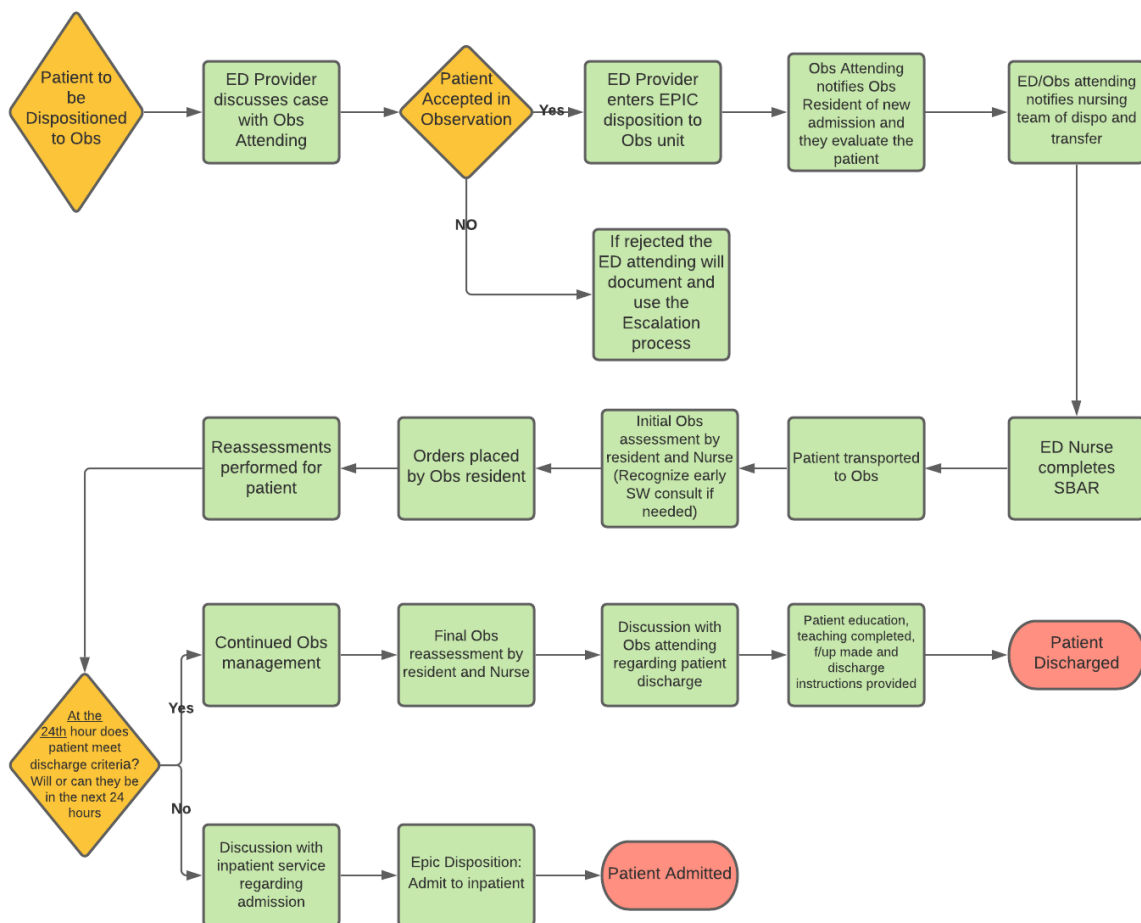 Patient to
be
Dispositioned
to Obs
ED Provider
discusses case
with Obs
Attending
Patient
Accepted in
Observation
Yes
ED Provider
enters EPIC
disposition to
Obs unit
Obs Attending
notifies Obs
Resident of new
admission and
they evaluate the
patient
ED/Obs attending
notifies nursing
team of dispo and
transfer
NO
If rejected the
ED attending will
document and
use the
Escalation
process
Reassessments
performed for
patient
Orders placed
by Obs resident
Initial Obs
assessment by
resident and Nurse
(Recognize early
SW consult if
needed)
Patient transported
to Obs
ED Nurse
completes
SBAR
At the
24th hour does
patient meet
discharge criteria?
Will or can they be
in the next 24
hours
Yes
Continued Obs
management
Final Obs
reassessment by
resident and Nurse
Discussion with
Obs attending
regarding patient
discharge
Patient education,
teaching completed,
f/up made and
discharge
instructions provided
Patient
Discharged
No
Discussion with
inpatient service
regarding
admission
Epic Disposition:
Admit to inpatient
Patient Admitted